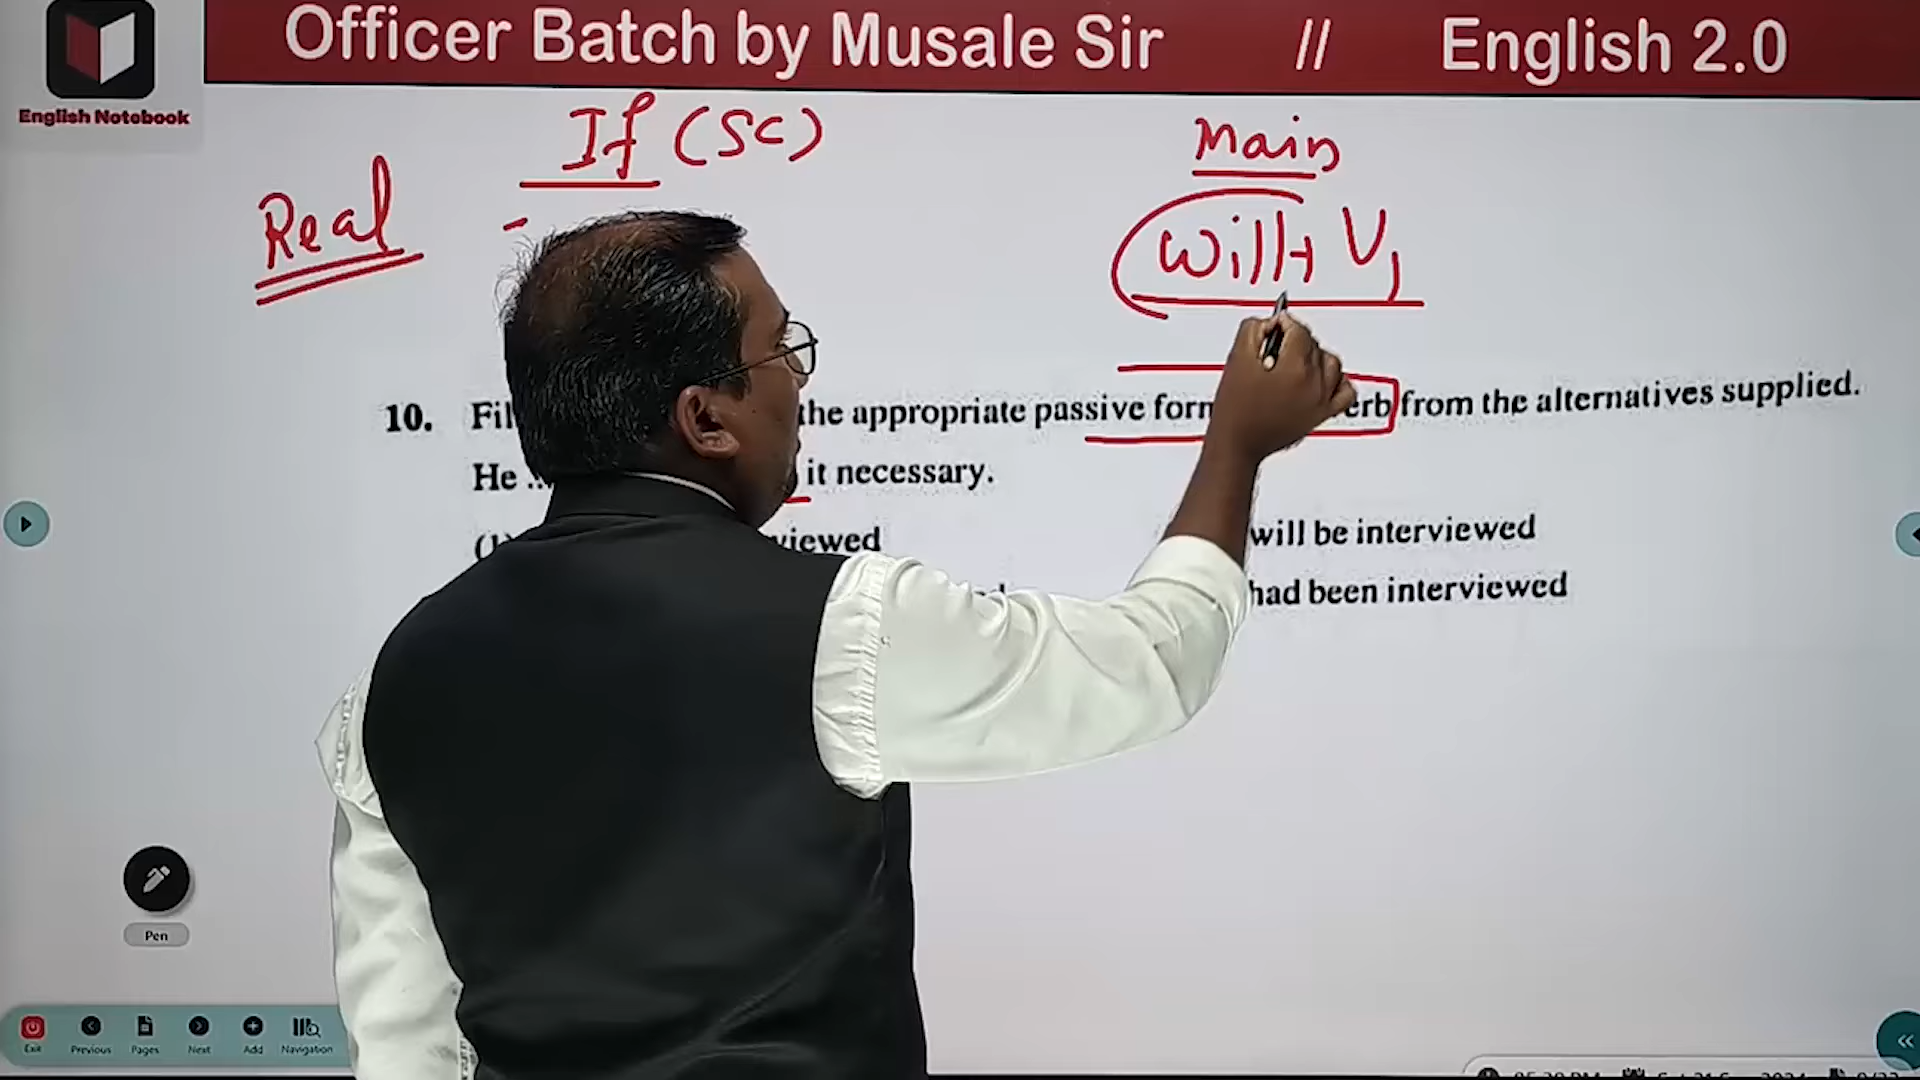 Officer Batch by Musale Sir // English 2.0
English Notebook
If (SC) Main
Real Will + V1
10. Fil the appropriate passive form erb from the alternatives supplied.
He ... it necessary.
(1) viewed will be interviewed
had been interviewed
Pen
Exit Previous Pages Next Add Navigation